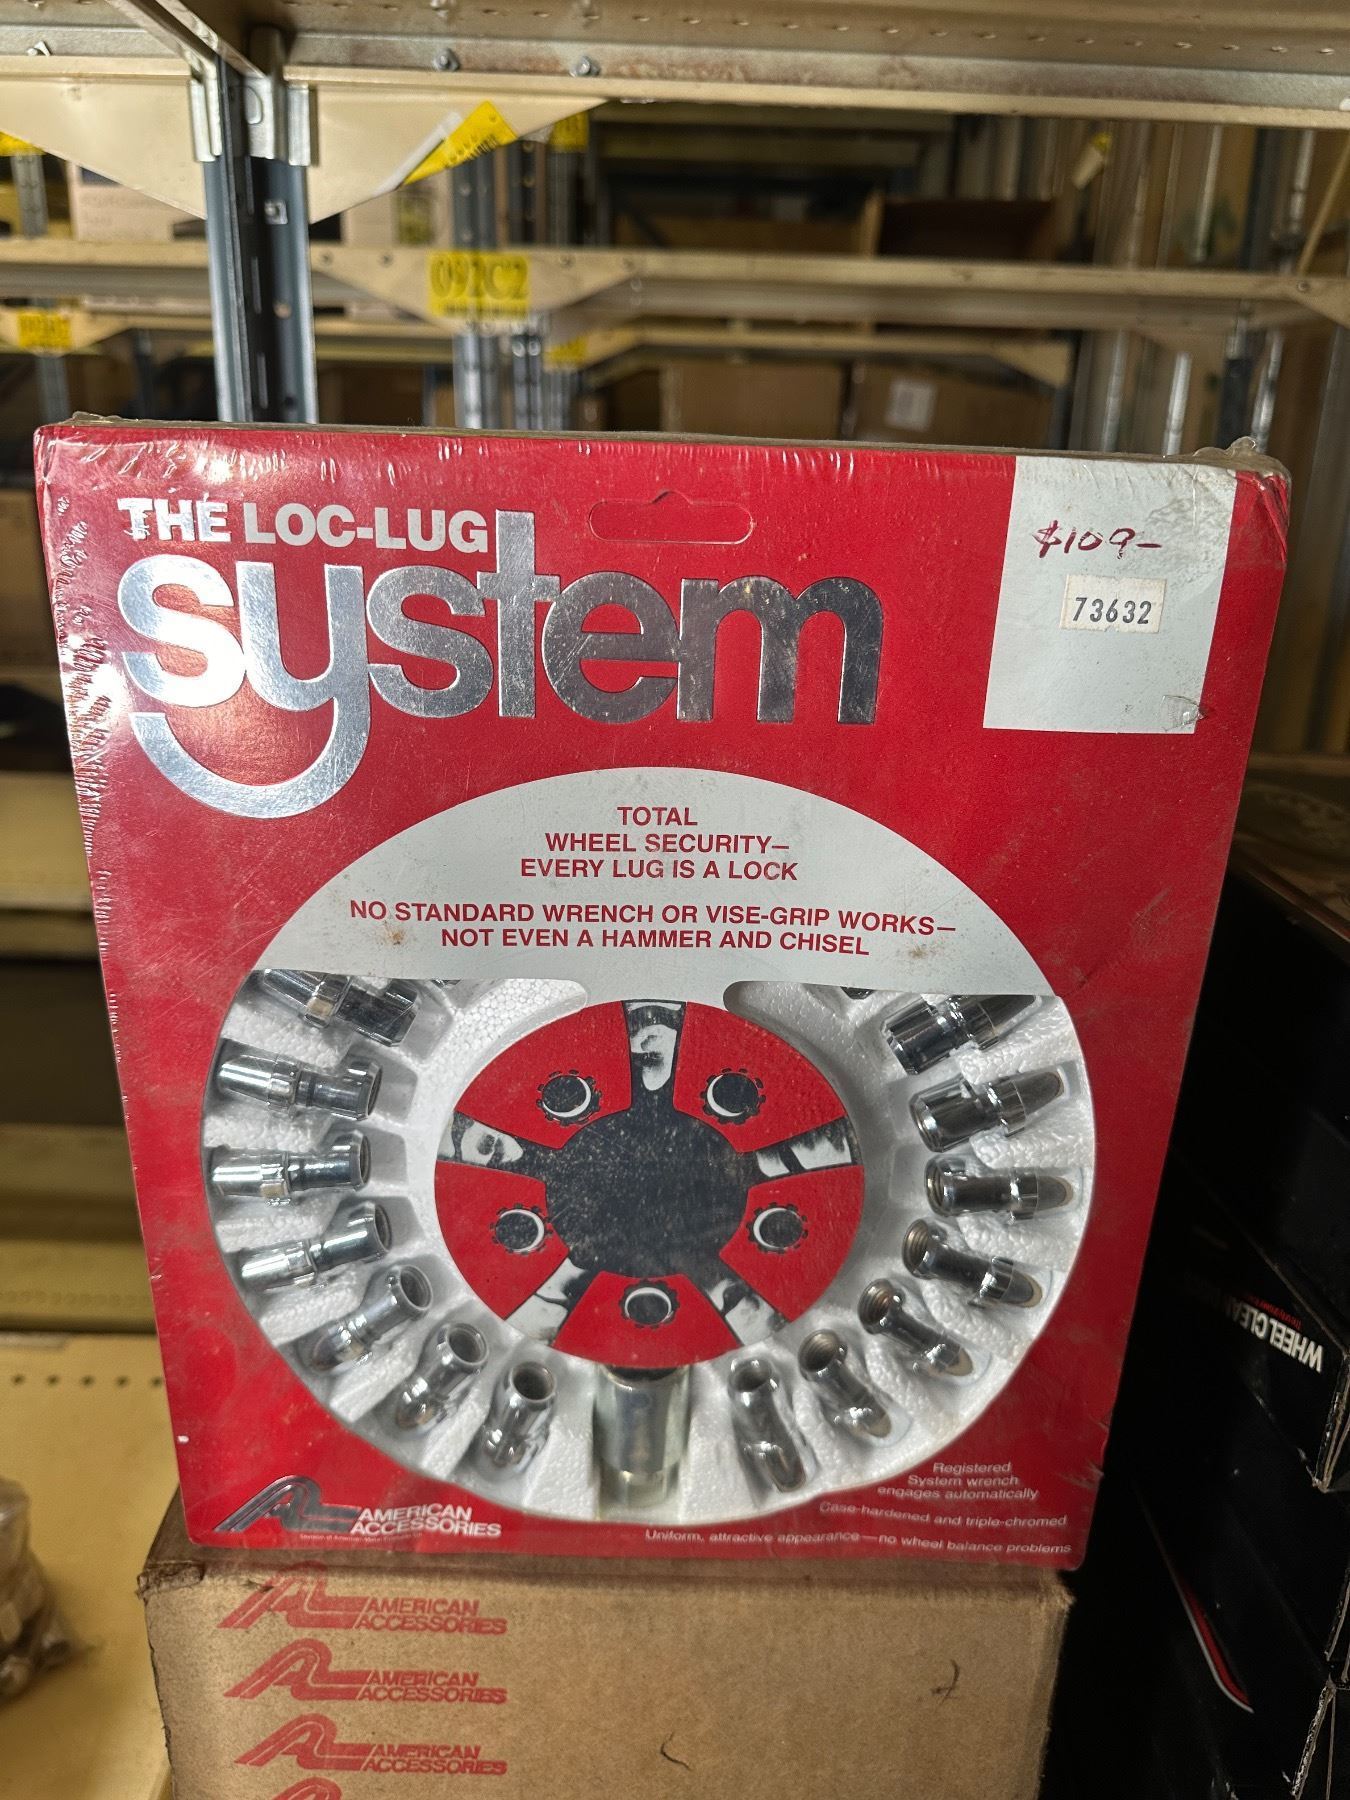 092C2
THE LOC-LUG
system
$109-
73632
TOTAL
WHEEL SECURITY—
EVERY LUG IS A LOCK
NO STANDARD WRENCH OR VISE-GRIP WORKS—
NOT EVEN A HAMMER AND CHISEL
Registered
System wrench
engages automatically
Case-hardened and triple-chromed
Uniform, attractive appearance—no wheel balance problems
AMERICAN
ACCESSORIES
AMERICAN
ACCESSORIES
AMERICAN
ACCESSORIES
AMERICAN
ACCESSORIES
WHEEL CLEAN